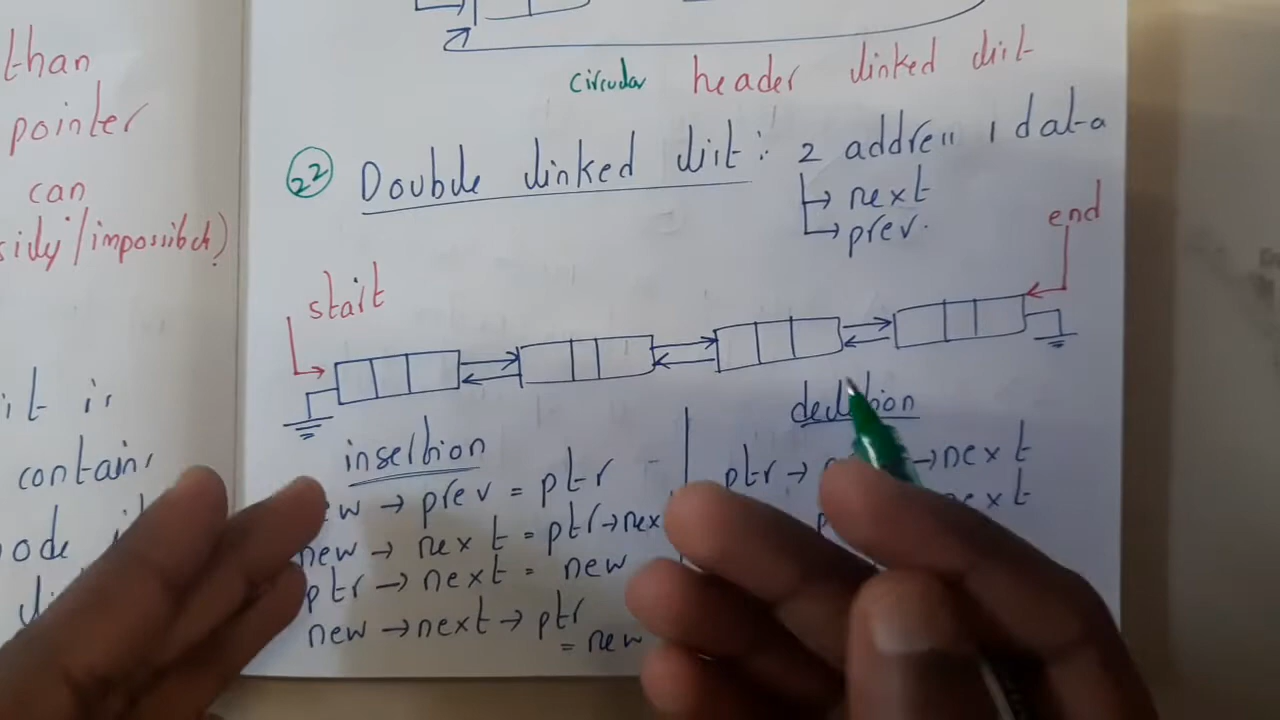 than
pointer
can
sily/impossibch)
it is
contains
ode
circular header linked list
22 Double linked list: 2 address 1 data
next
prev.
end
start
insertion
new → prev = ptr
new → next = ptr→nex
ptr → next = new
new →next→ ptr
= new
deletion
ptr → →next
next